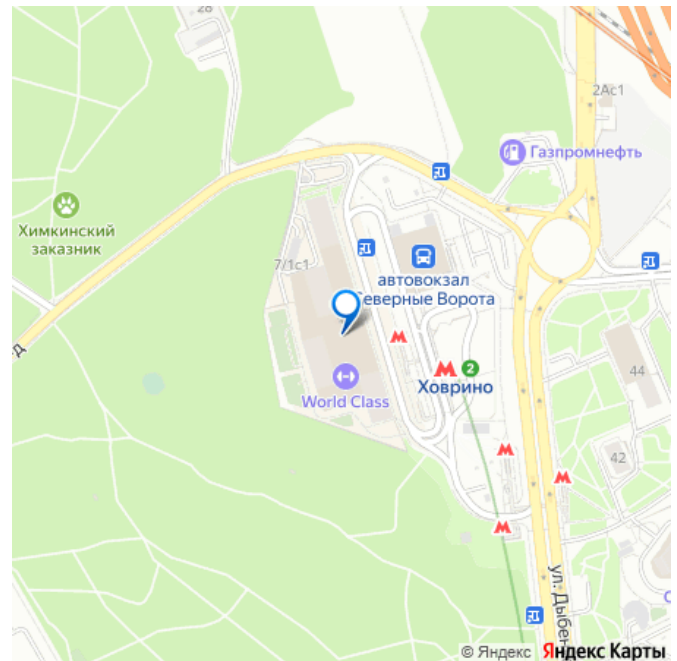 28
2Ac1
Газпромнефть
Химкинский
заказник
7/1с1
автовокзал
Северные Ворота
2
Ховрино
44
World Class
42
ул. Дыбен
© Яндекс Яндекс Карты